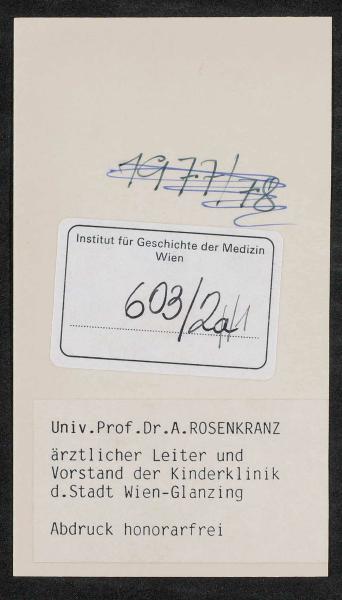 1977/78
Institut für Geschichte der Medizin
Wien
603/2a
Univ.Prof.Dr.A.ROSENKRANZ
ärztlicher Leiter und
Vorstand der Kinderklinik
d.Stadt Wien-Glanzing
Abdruck honorarfrei